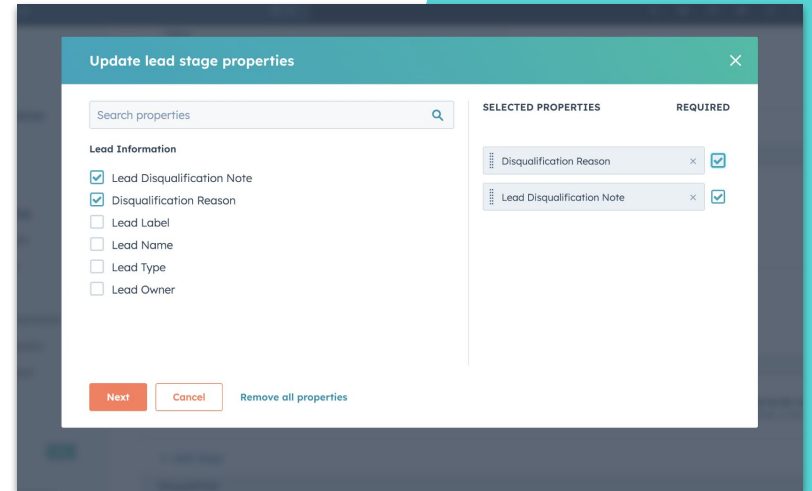 Update lead stage properties
Search properties
Lead Information
Lead Disqualification Note
Disqualification Reason
Lead Label
Lead Name
Lead Type
Lead Owner
SELECTED PROPERTIES REQUIRED
Disqualification Reason
Lead Disqualification Note
Next Cancel Remove all properties